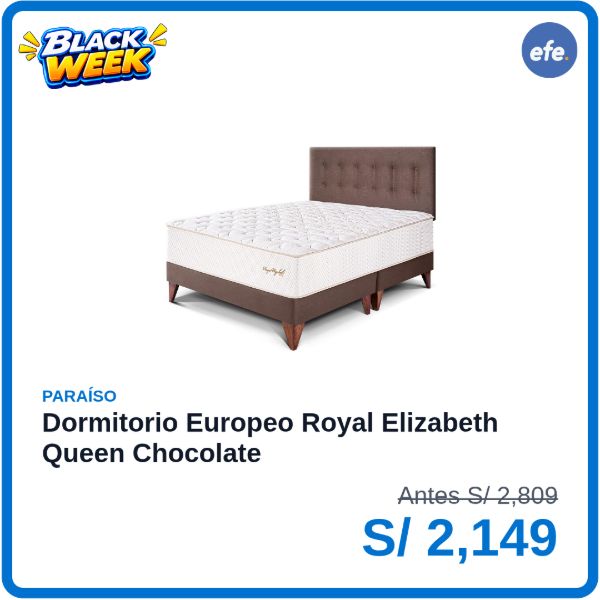 BLACK
WEEK
efe.
PARAÍSO
Dormitorio Europeo Royal Elizabeth
Queen Chocolate
Antes S/ 2,809
S/ 2,149